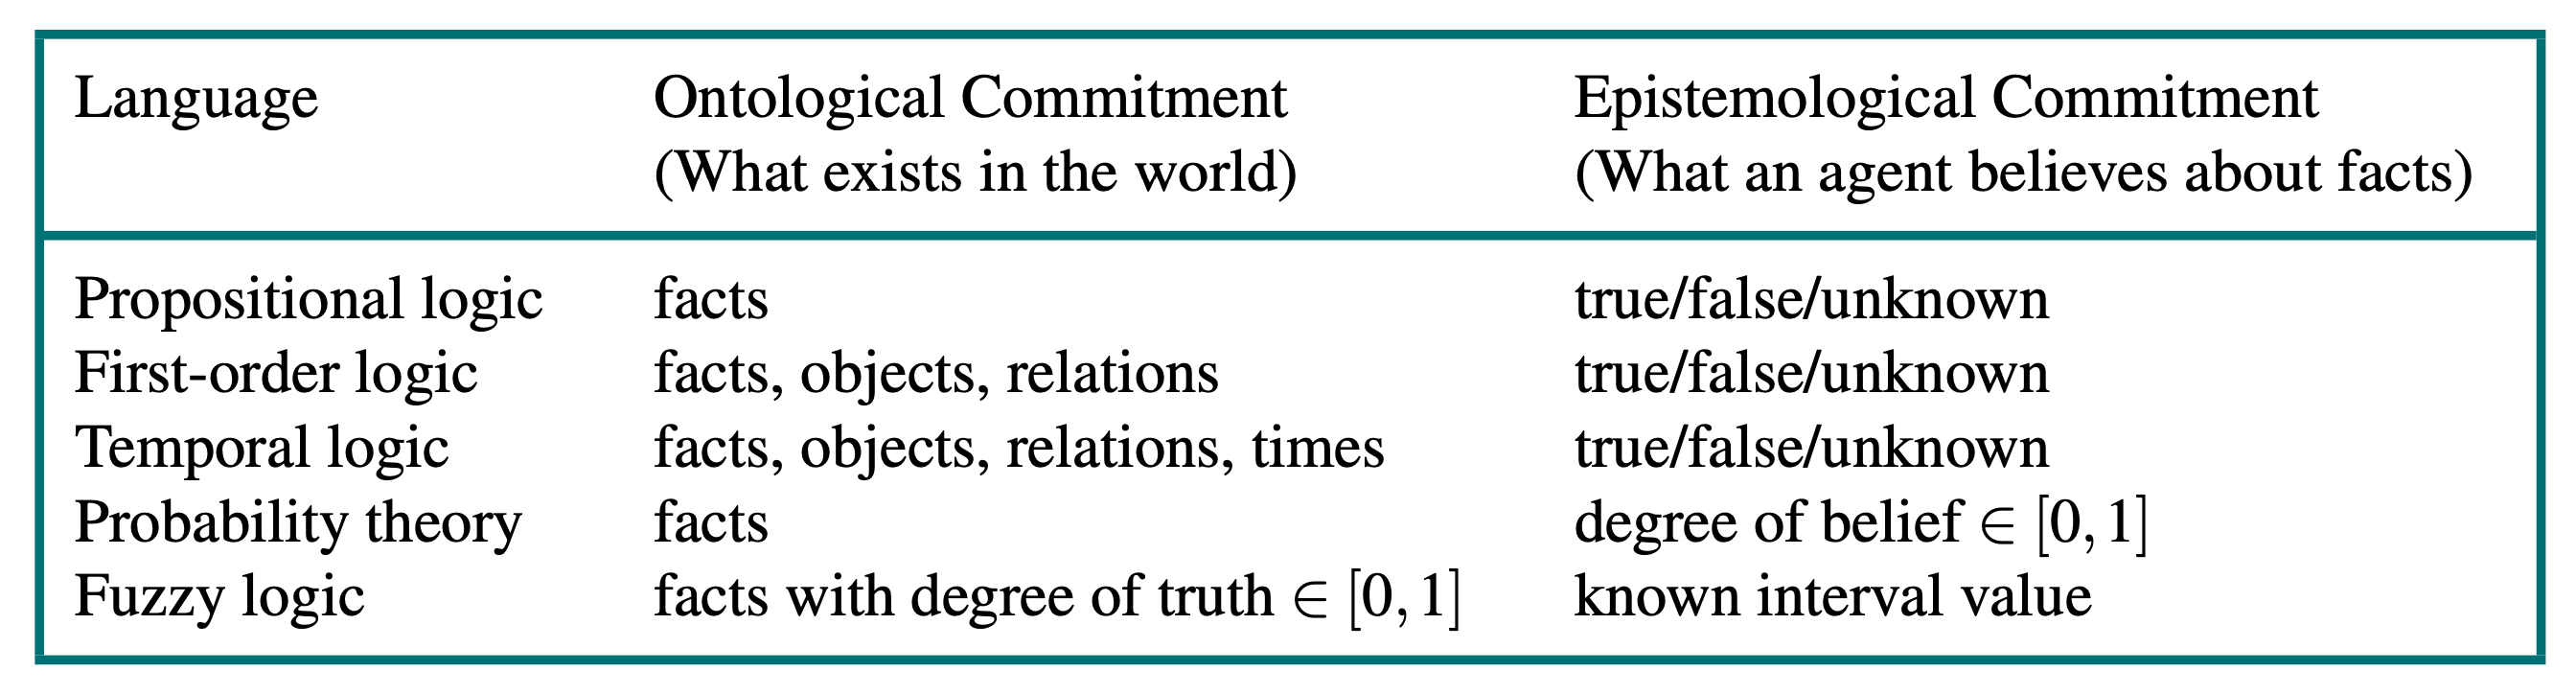 Language Ontological Commitment Epistemological Commitment
(What exists in the world) (What an agent believes about facts)
Propositional logic facts true/false/unknown
First-order logic facts, objects, relations true/false/unknown
Temporal logic facts, objects, relations, times true/false/unknown
Probability theory facts degree of belief ∈ [0, 1]
Fuzzy logic facts with degree of truth ∈ [0, 1] known interval value